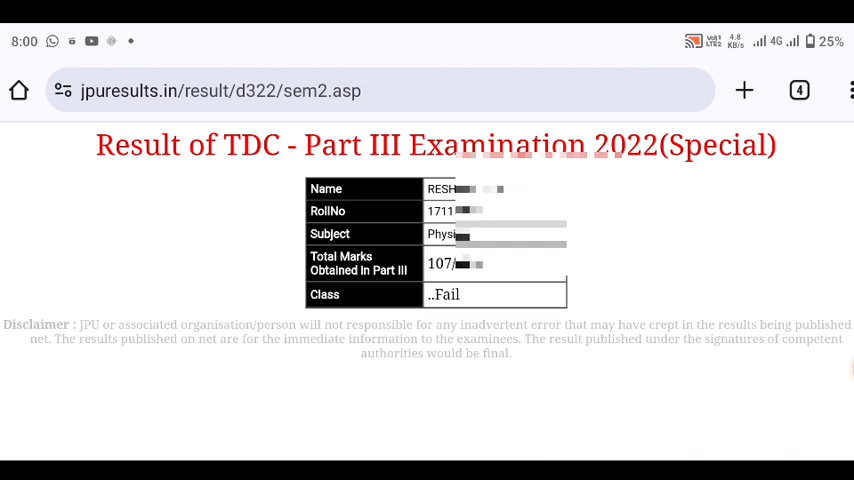 8:00
Vo) 1 LTE2 4.8 KB/s 4G 25%
jpuresults.in/result/d322/sem2.asp
4
Result of TDC - Part III Examination 2022(Special)
Name RESH
RollNo 1711
Subject Physi
Total Marks
Obtained in Part III 107/
Class ..Fail
Disclaimer : JPU or associated organisation/person will not responsible for any inadvertent error that may have crept in the results being published
net. The results published on net are for the immediate information to the examinees. The result published under the signatures of competent
authorities would be final.